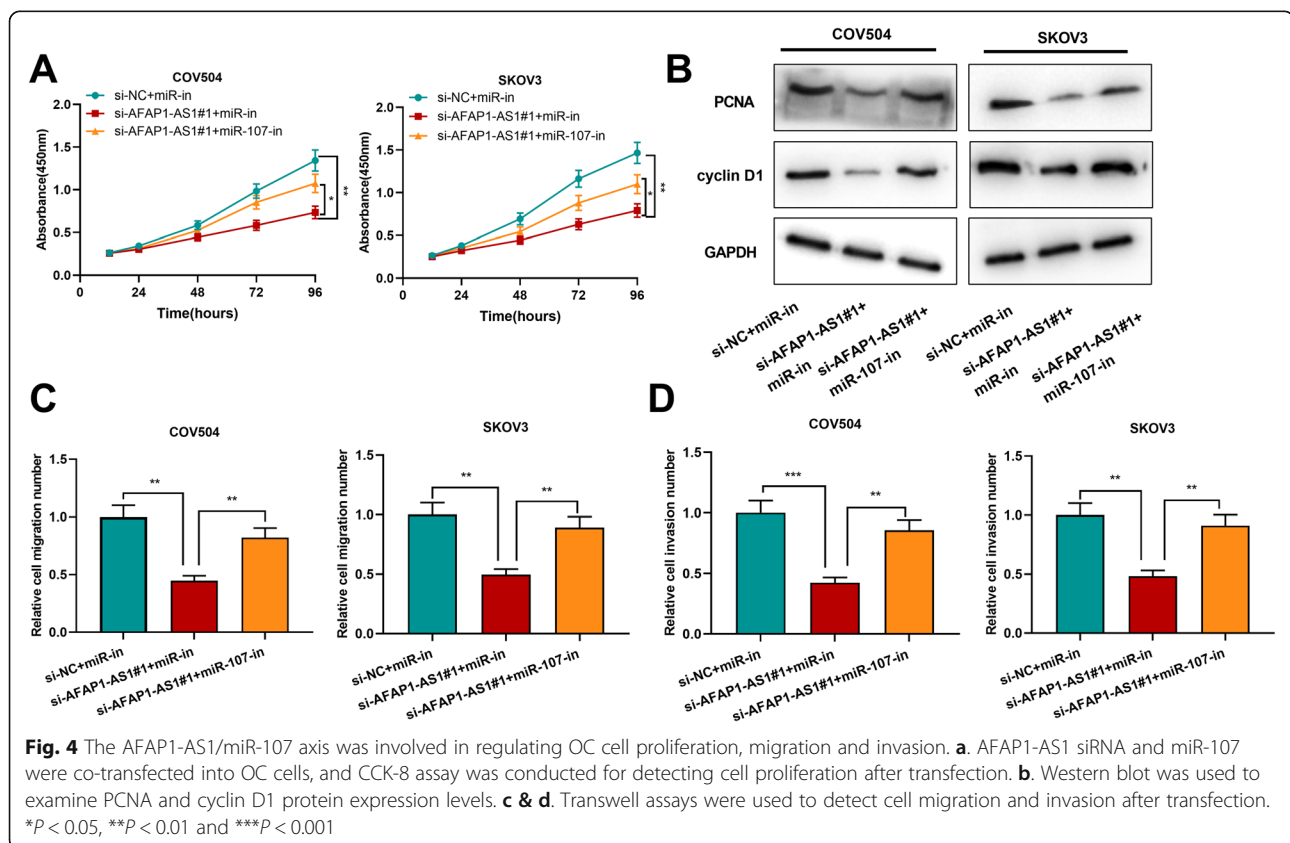 A
COV504
si-NC+miR-in
si-AFAP1-AS1#1+miR-in
si-AFAP1-AS1#1+miR-107-in
Absorbance(450nm)
2.0
1.5
1.0
0.5
0.0
0
24
48
72
96
Time(hours)
*
**
SKOV3
si-NC+miR-in
si-AFAP1-AS1#1+miR-in
si-AFAP1-AS1#1+miR-107-in
Absorbance(450nm)
2.0
1.5
1.0
0.5
0.0
0
24
48
72
96
Time(hours)
*
**
B
COV504
SKOV3
PCNA
cyclin D1
GAPDH
si-NC+miR-in
si-AFAP1-AS1#1+
miR-in
si-AFAP1-AS1#1+
miR-107-in
si-NC+miR-in
si-AFAP1-AS1#1+
miR-in
si-AFAP1-AS1#1+
miR-107-in
C
COV504
Relative cell migration number
1.5
1.0
0.5
0.0
**
**
si-NC+miR-in
si-AFAP1-AS1#1+miR-in
si-AFAP1-AS1#1+miR-107-in
SKOV3
Relative cell migration number
1.5
1.0
0.5
0.0
**
**
si-NC+miR-in
si-AFAP1-AS1#1+miR-in
si-AFAP1-AS1#1+miR-107-in
D
COV504
Relative cell invasion number
1.5
1.0
0.5
0.0
***
**
si-NC+miR-in
si-AFAP1-AS1#1+miR-in
si-AFAP1-AS1#1+miR-107-in
SKOV3
Relative cell invasion number
1.5
1.0
0.5
0.0
**
**
si-NC+miR-in
si-AFAP1-AS1#1+miR-in
si-AFAP1-AS1#1+miR-107-in
Fig. 4 The AFAP1-AS1/miR-107 axis was involved in regulating OC cell proliferation, migration and invasion. a. AFAP1-AS1 siRNA and miR-107
were co-transfected into OC cells, and CCK-8 assay was conducted for detecting cell proliferation after transfection. b. Western blot was used to
examine PCNA and cyclin D1 protein expression levels. c & d. Transwell assays were used to detect cell migration and invasion after transfection.
*P < 0.05, **P < 0.01 and ***P < 0.001